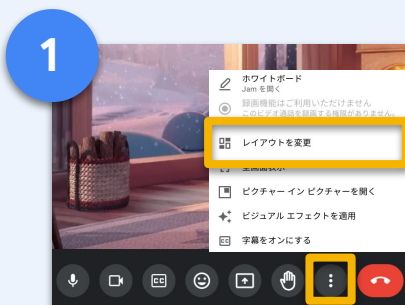 1
ホワイトボード
Jam を開く
録画機能はご利用いただけません
このビデオ通話を録画する権限がありません。
レイアウトを変更
全画面表示
ピクチャー イン ピクチャーを開く
ビジュアル エフェクトを適用
CC 字幕をオンにする
CC